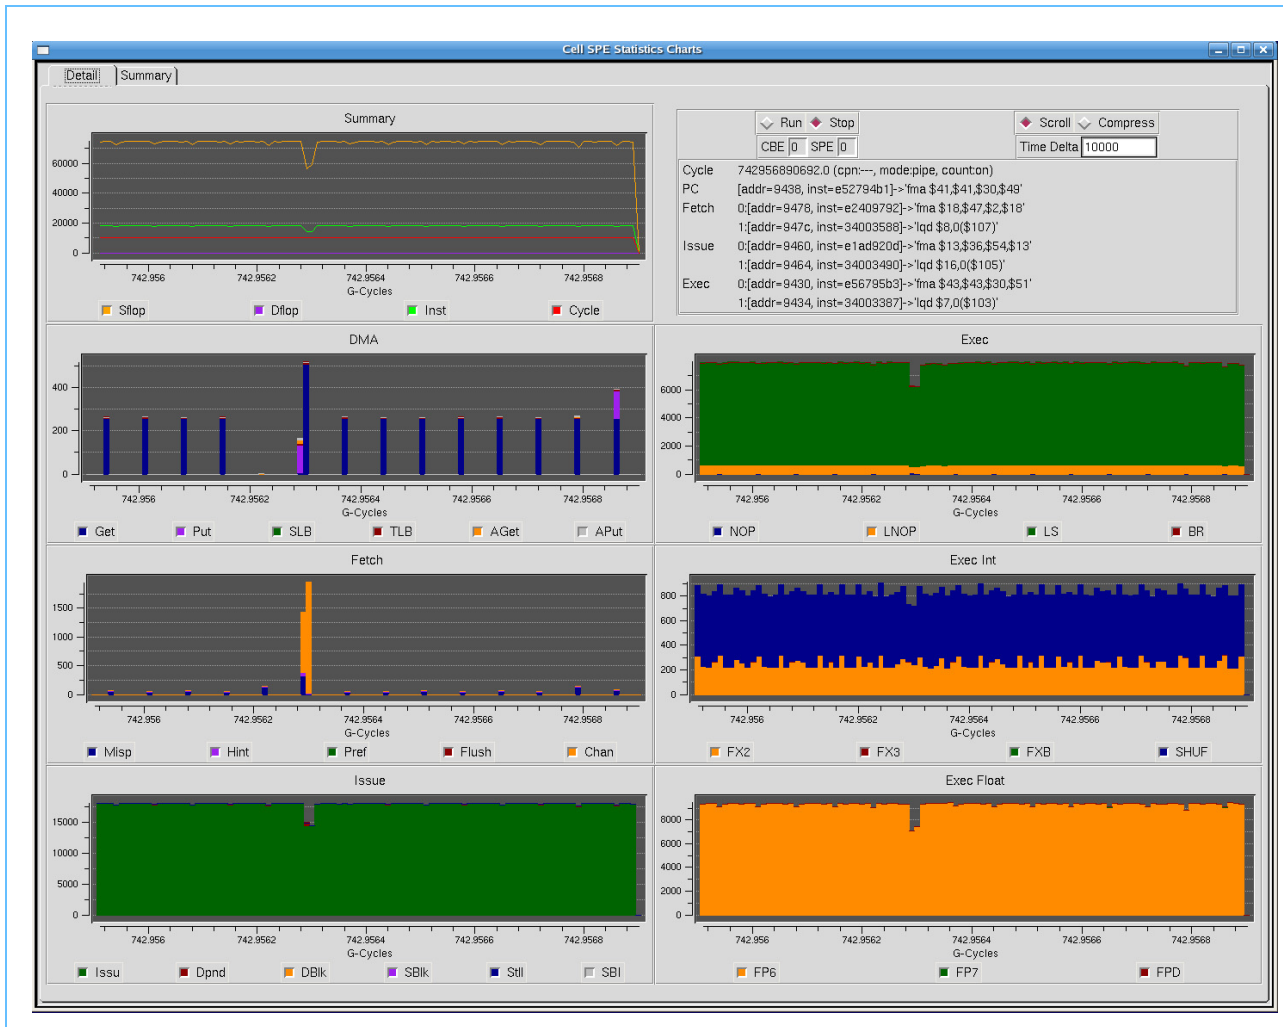 Cell SPE Statistics Charts
Detail Summary
Summary
60000
40000
20000
0
742.956 742.9562 742.9564 742.9566 742.9568
G-Cycles
Sflop Dflop Inst Cycle
Run Stop
Scroll Compress
CBE 0 SPE 0
Time Delta 10000
Cycle 742956890692.0 (cpn:---, mode:pipe, count:on)
PC [addr=9438, inst=e52794b1]->'fma $41,$41,$30,$49'
Fetch 0:[addr=9478, inst=e2409792]->'fma $18,$47,$2,$18'
1:[addr=947c, inst=34003588]->'lqd $8,0($107)'
Issue 0:[addr=9460, inst=e1ad920d]->'fma $13,$36,$54,$13'
1:[addr=9464, inst=34003490]->'lqd $16,0($105)'
Exec 0:[addr=9430, inst=e56795b3]->'fma $43,$43,$30,$51'
1:[addr=9434, inst=34003387]->'lqd $7,0($103)'
DMA
400
200
0
742.956 742.9562 742.9564 742.9566 742.9568
G-Cycles
Get Put SLB TLB AGet APut
Exec
6000
4000
2000
0
742.956 742.9562 742.9564 742.9566 742.9568
G-Cycles
NOP LNOP LS BR
Fetch
1500
1000
500
0
742.956 742.9562 742.9564 742.9566 742.9568
G-Cycles
Misp Hint Pref Flush Chan
Exec Int
800
600
400
200
0
742.956 742.9562 742.9564 742.9566 742.9568
G-Cycles
FX2 FX3 FXB SHUF
Issue
15000
10000
5000
0
742.956 742.9562 742.9564 742.9566 742.9568
G-Cycles
Issu Dpnd DBlk SBlk Stll SBI
Exec Float
8000
6000
4000
2000
0
742.956 742.9562 742.9564 742.9566 742.9568
G-Cycles
FP6 FP7 FPD